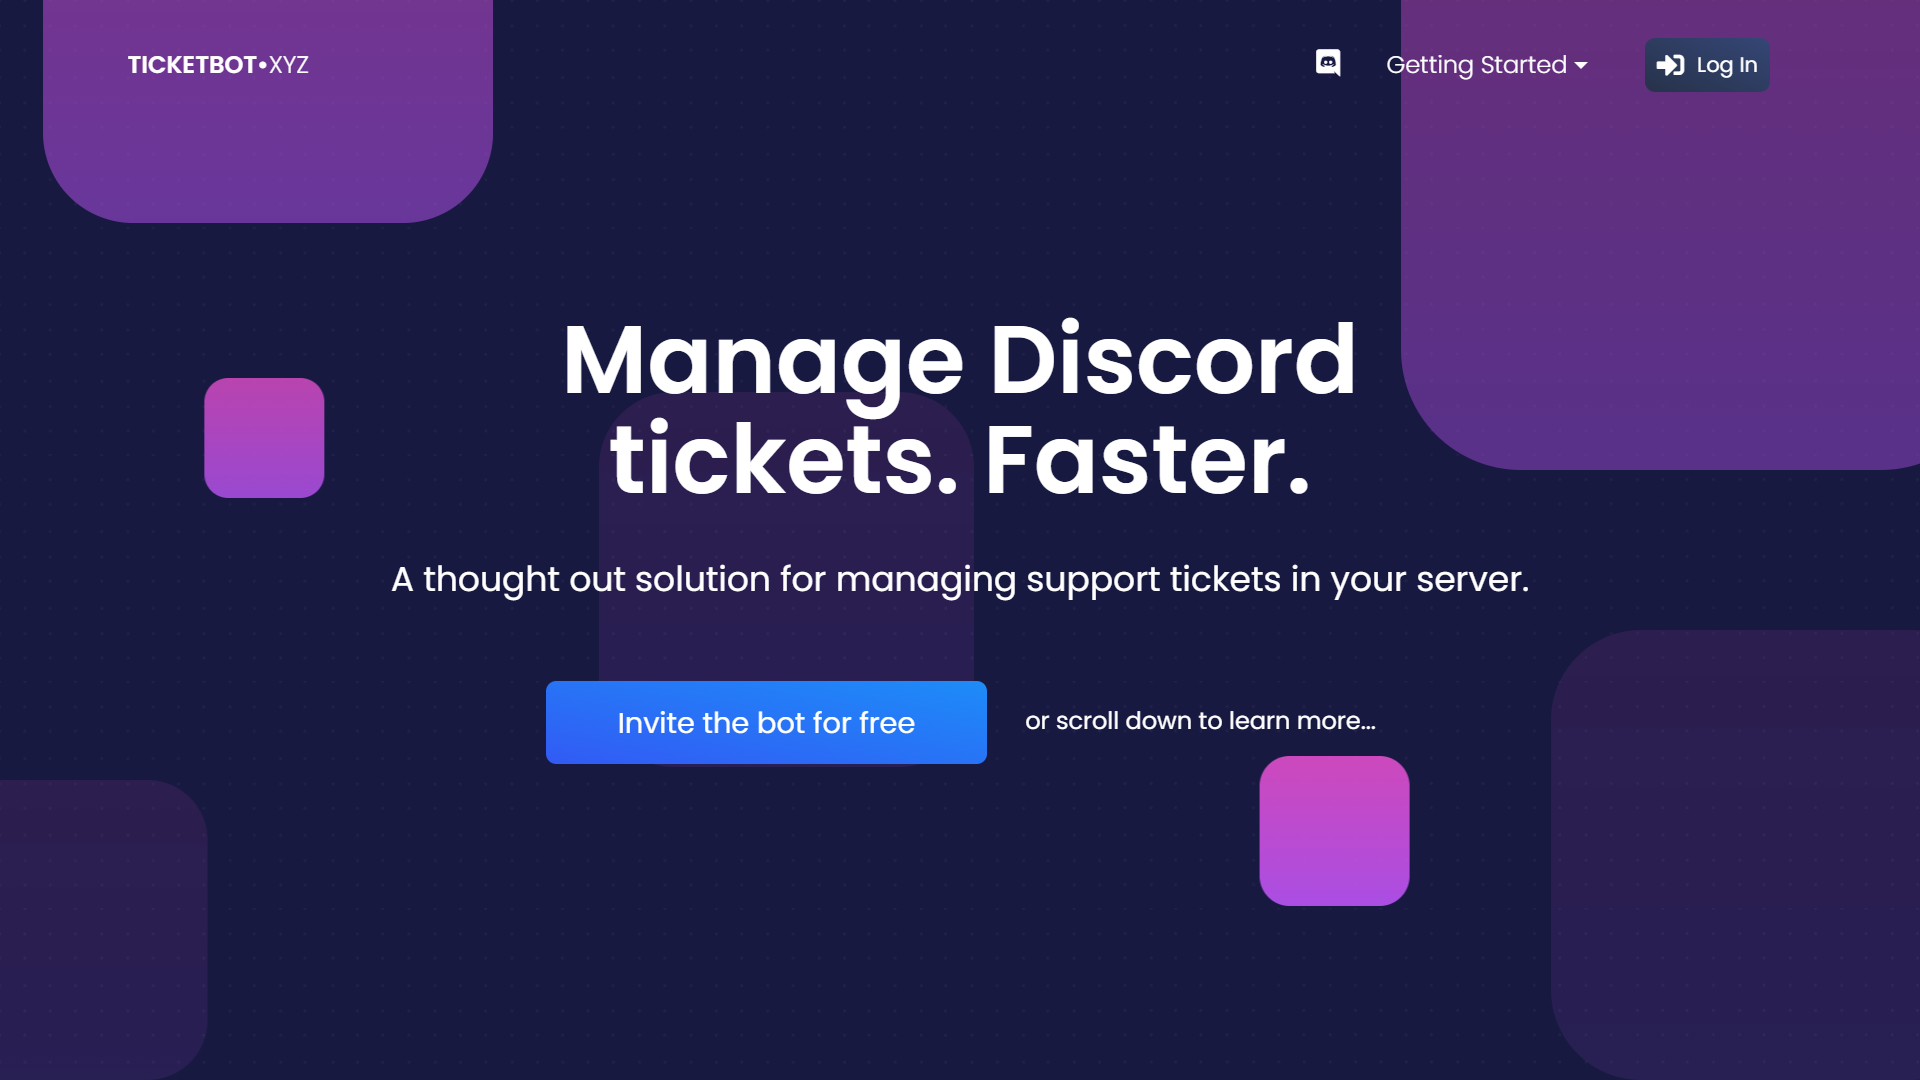 TICKETBOT•XYZ
Getting Started
Log In
Manage Discord
tickets. Faster.
A thought out solution for managing support tickets in your server.
Invite the bot for free
or scroll down to learn more...